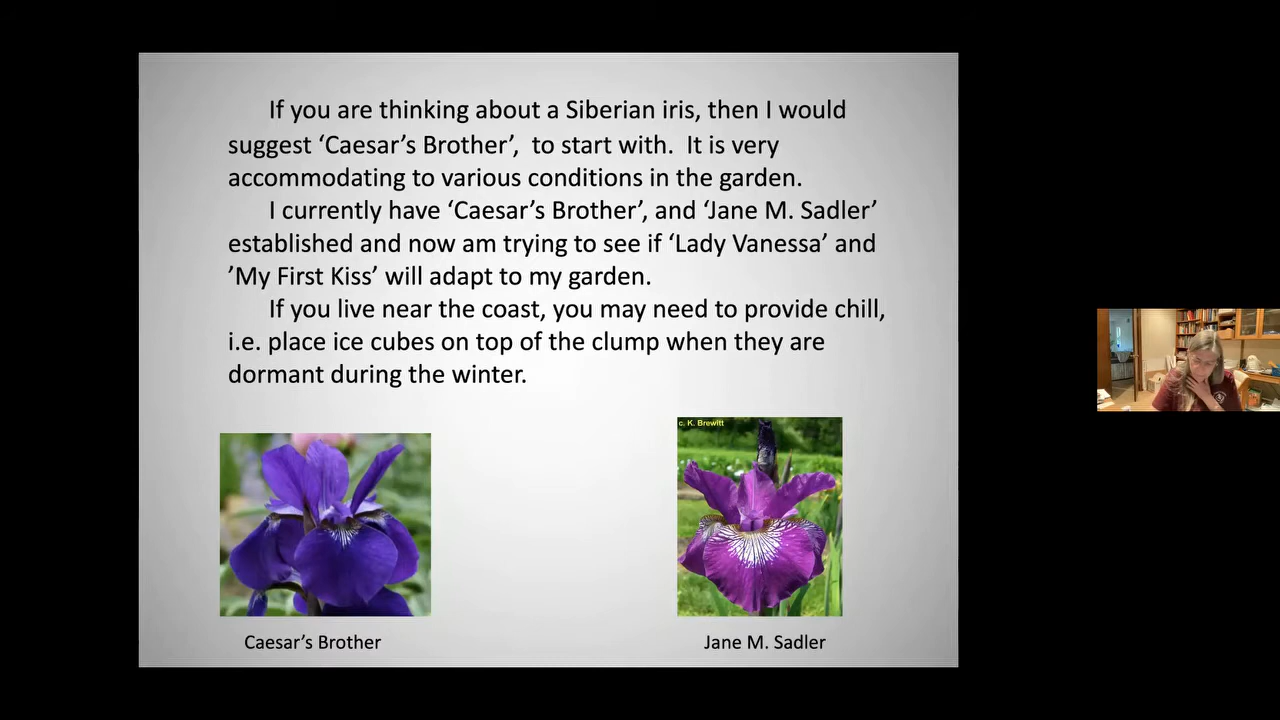 If you are thinking about a Siberian iris, then I would
suggest ‘Caesar’s Brother’, to start with. It is very
accommodating to various conditions in the garden.
I currently have ‘Caesar’s Brother’, and ‘Jane M. Sadler’
established and now am trying to see if ‘Lady Vanessa’ and
’My First Kiss’ will adapt to my garden.
If you live near the coast, you may need to provide chill,
i.e. place ice cubes on top of the clump when they are
dormant during the winter.
c. K. Brewitt
Caesar’s Brother
Jane M. Sadler